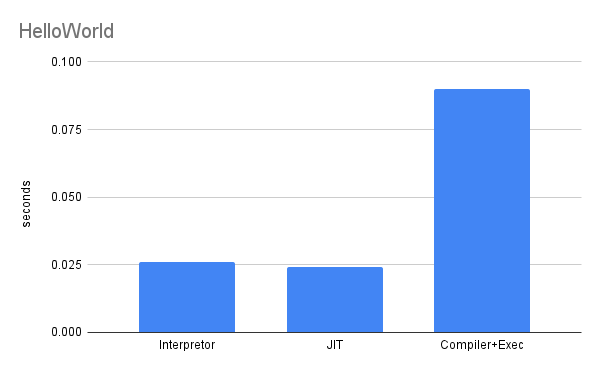 HelloWorld
0.100
0.075
0.050
0.025
0.000
seconds
Interpretor
JIT
Compiler+Exec